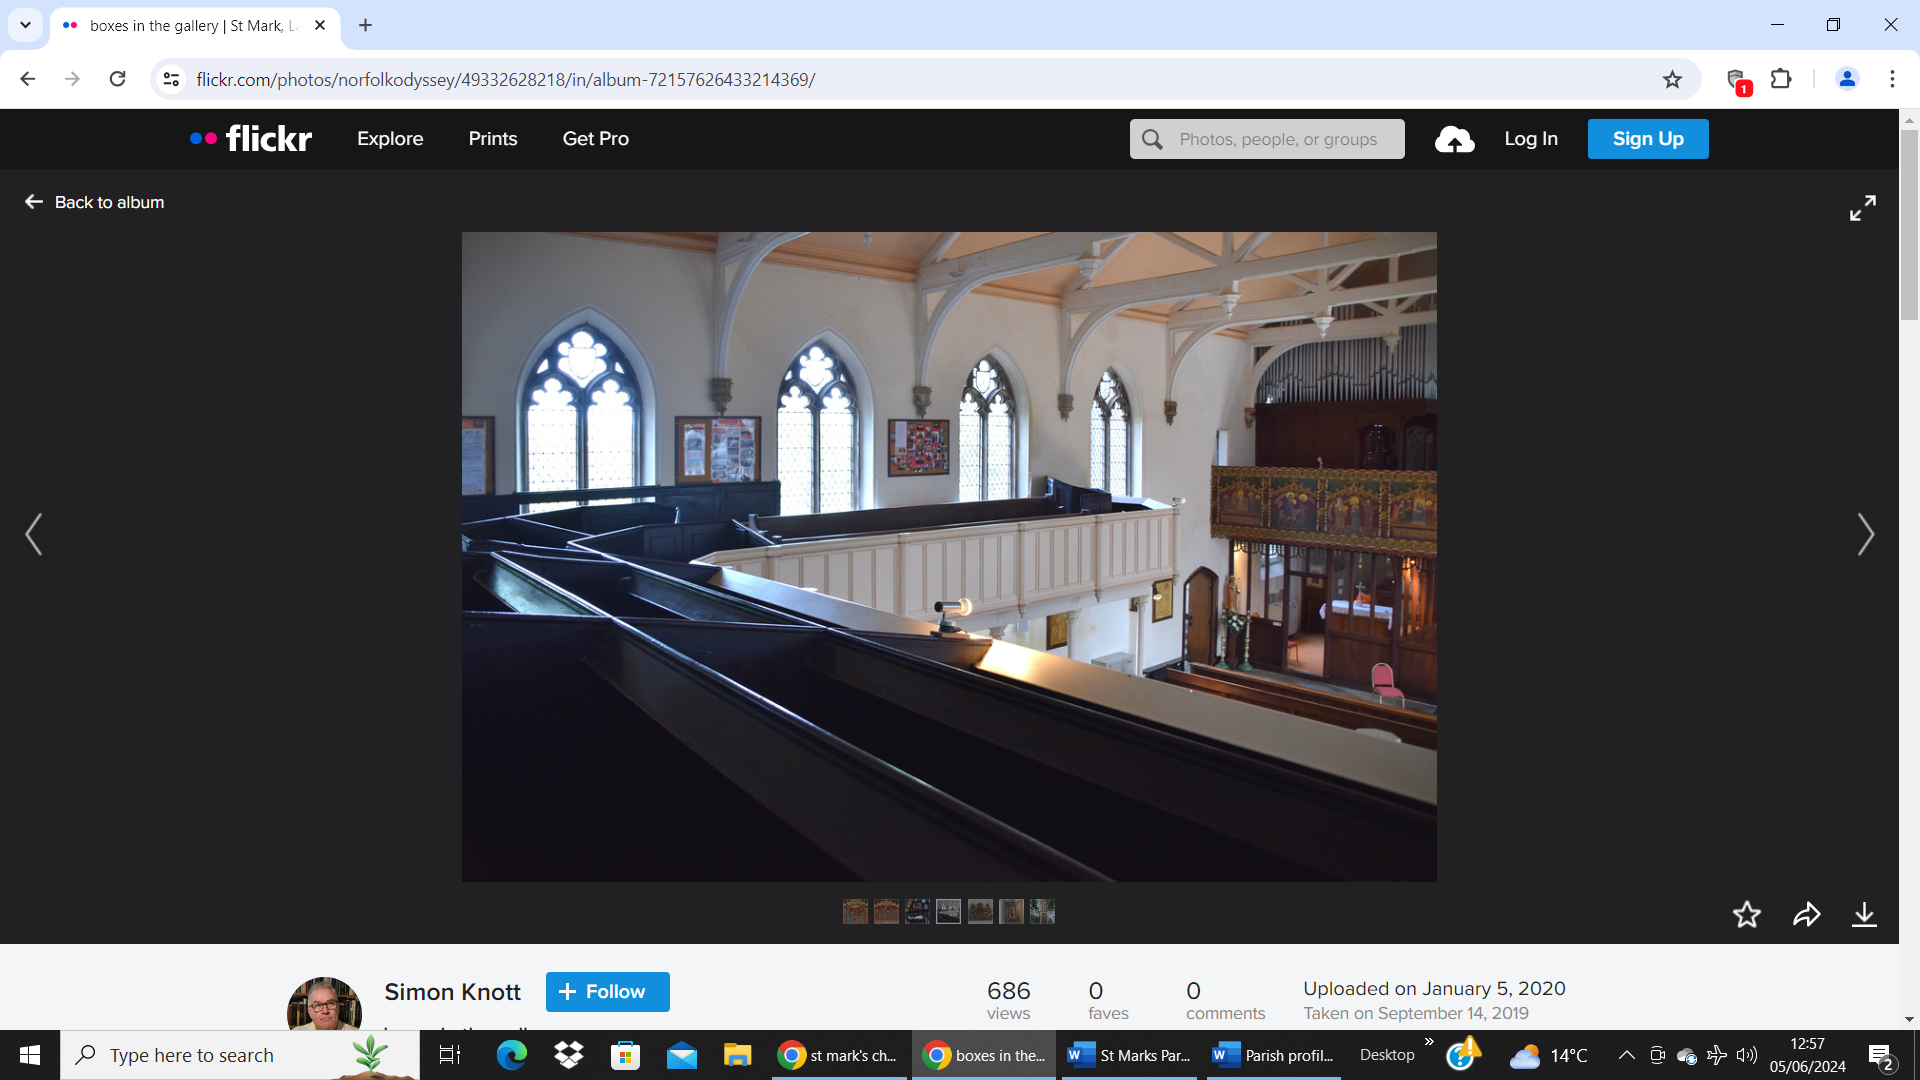 boxes in the gallery | St Mark, La
flickr.com/photos/norfolkodyssey/49332628218/in/album-72157626433214369/
1
flickr
Explore
Prints
Get Pro
Photos, people, or groups
Log In
Sign Up
Back to album
Simon Knott
+ Follow
686
views
0
faves
0
comments
Uploaded on January 5, 2020
Taken on September 14, 2019
Type here to search
st mark's ch...
boxes in the...
St Marks Par...
Parish profil...
Desktop
14°C
12:57
05/06/2024
2